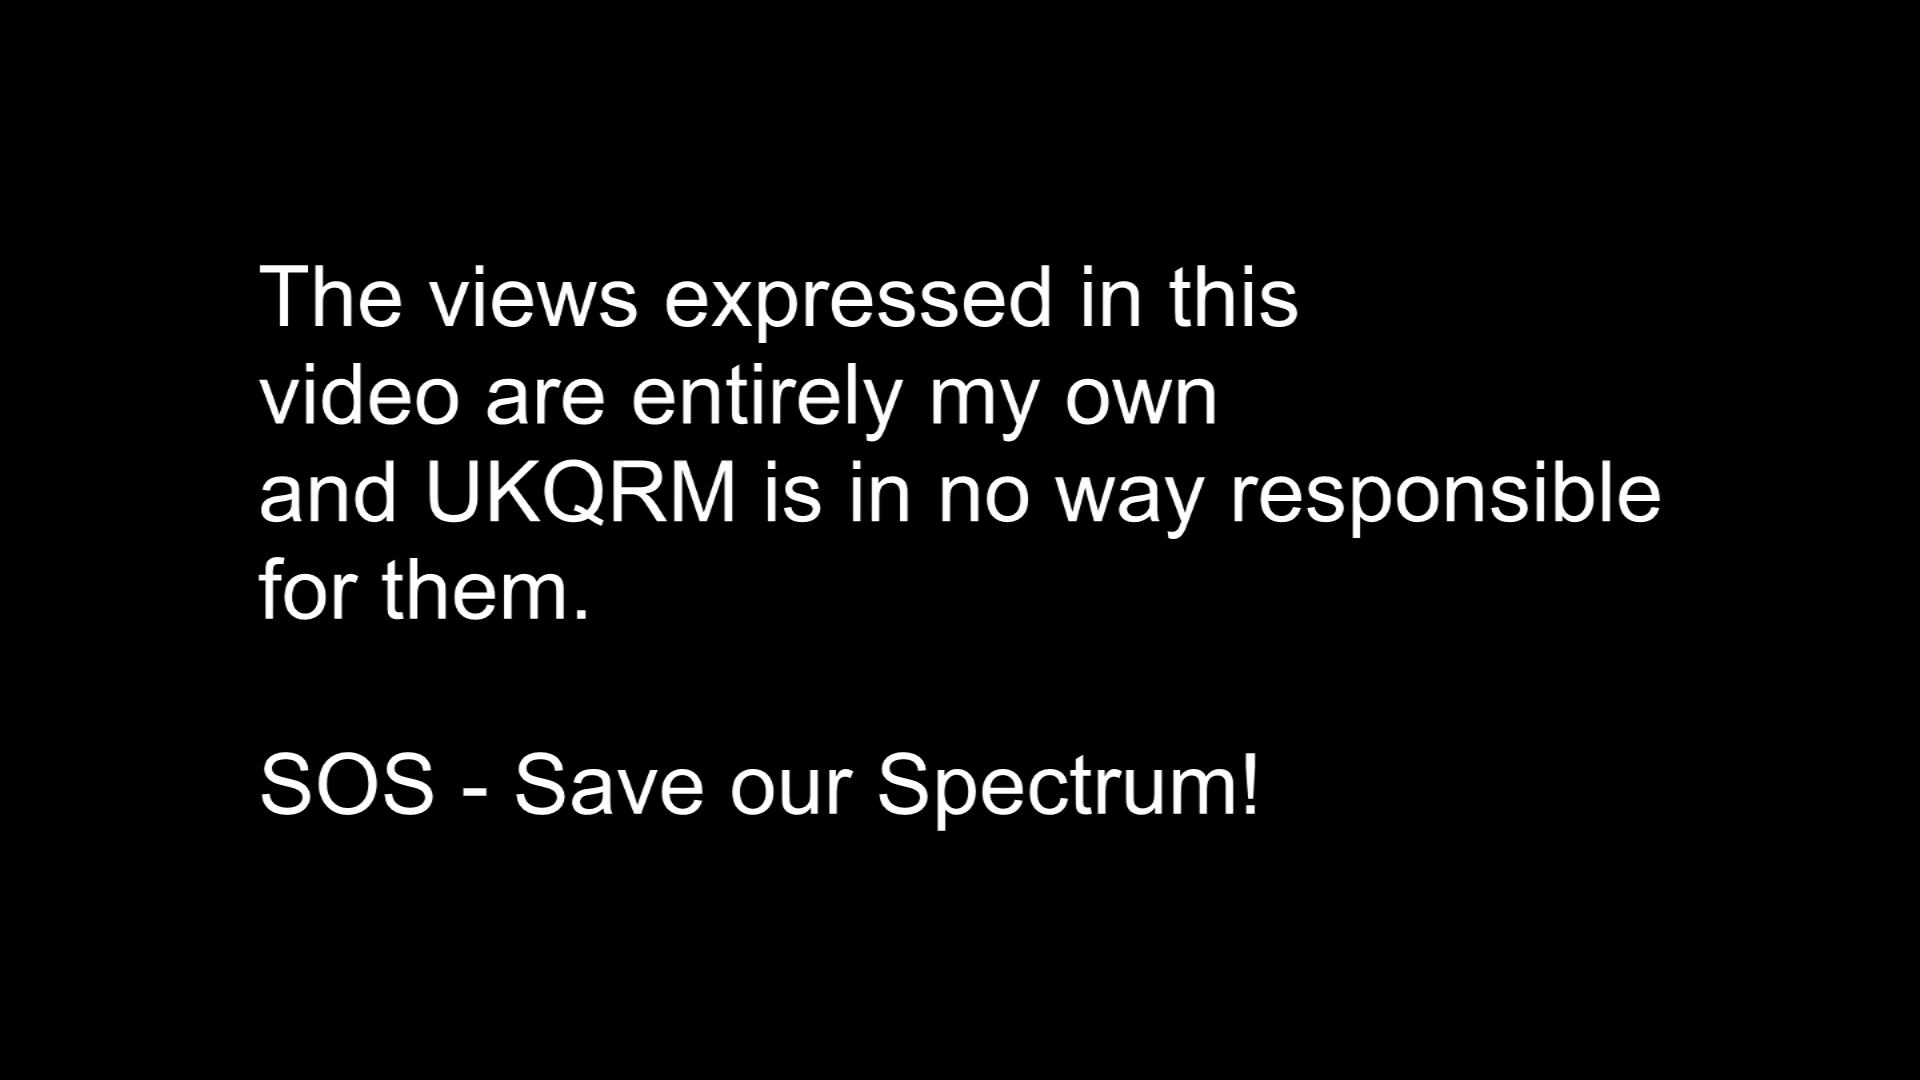 The views expressed in this
video are entirely my own
and UKQRM is in no way responsible
for them.
SOS - Save our Spectrum!